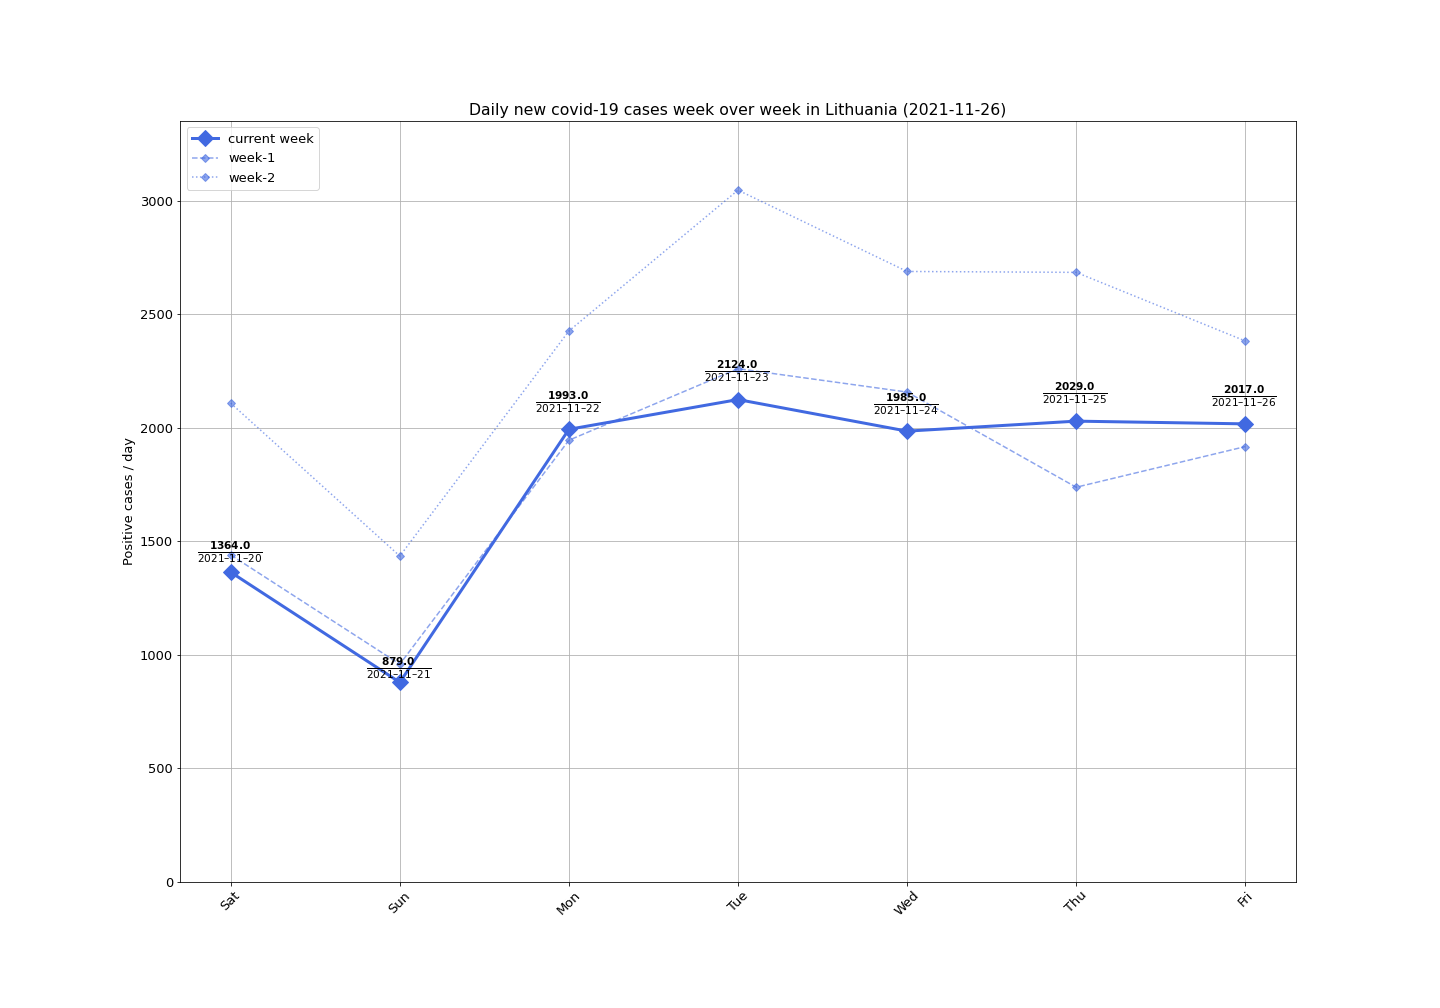 Daily new covid-19 cases week over week in Lithuania (2021-11-26)
current week
week-1
week-2
3000
2500
2000
1500
1000
500
0
Positive cases / day
1364.0
2021–11–20
879.0
2021–11–21
1993.0
2021–11–22
2124.0
2021–11–23
1985.0
2021–11–24
2029.0
2021–11–25
2017.0
2021–11–26
Sat
Sun
Mon
Tue
Wed
Thu
Fri